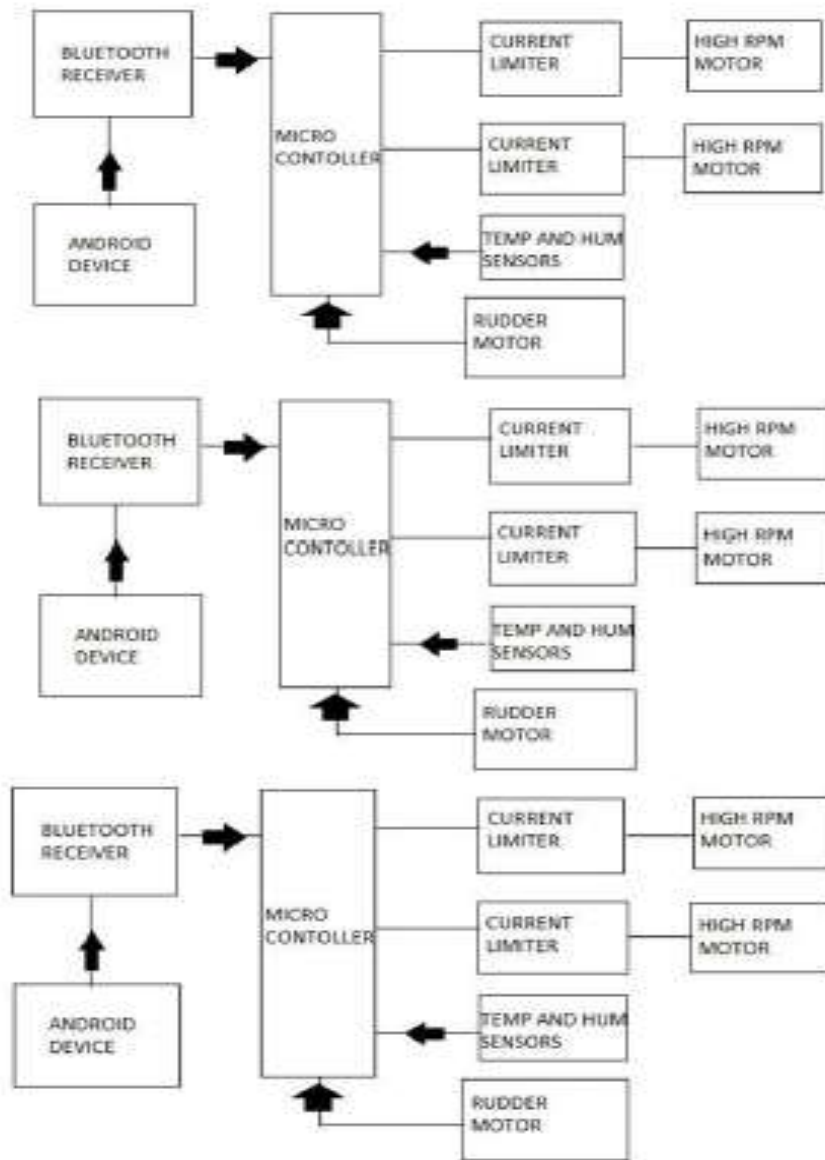 BLUETOOTH
RECEIVER
MICRO
CONTOLLER
CURRENT
LIMITER
HIGH RPM
MOTOR
CURRENT
LIMITER
HIGH RPM
MOTOR
ANDROID
DEVICE
TEMP AND HUM
SENSORS
RUDDER
MOTOR
BLUETOOTH
RECEIVER
MICRO
CONTOLLER
CURRENT
LIMITER
HIGH RPM
MOTOR
CURRENT
LIMITER
HIGH RPM
MOTOR
ANDROID
DEVICE
TEMP AND HUM
SENSORS
RUDDER
MOTOR
BLUETOOTH
RECEIVER
MICRO
CONTOLLER
CURRENT
LIMITER
HIGH RPM
MOTOR
CURRENT
LIMITER
HIGH RPM
MOTOR
ANDROID
DEVICE
TEMP AND HUM
SENSORS
RUDDER
MOTOR